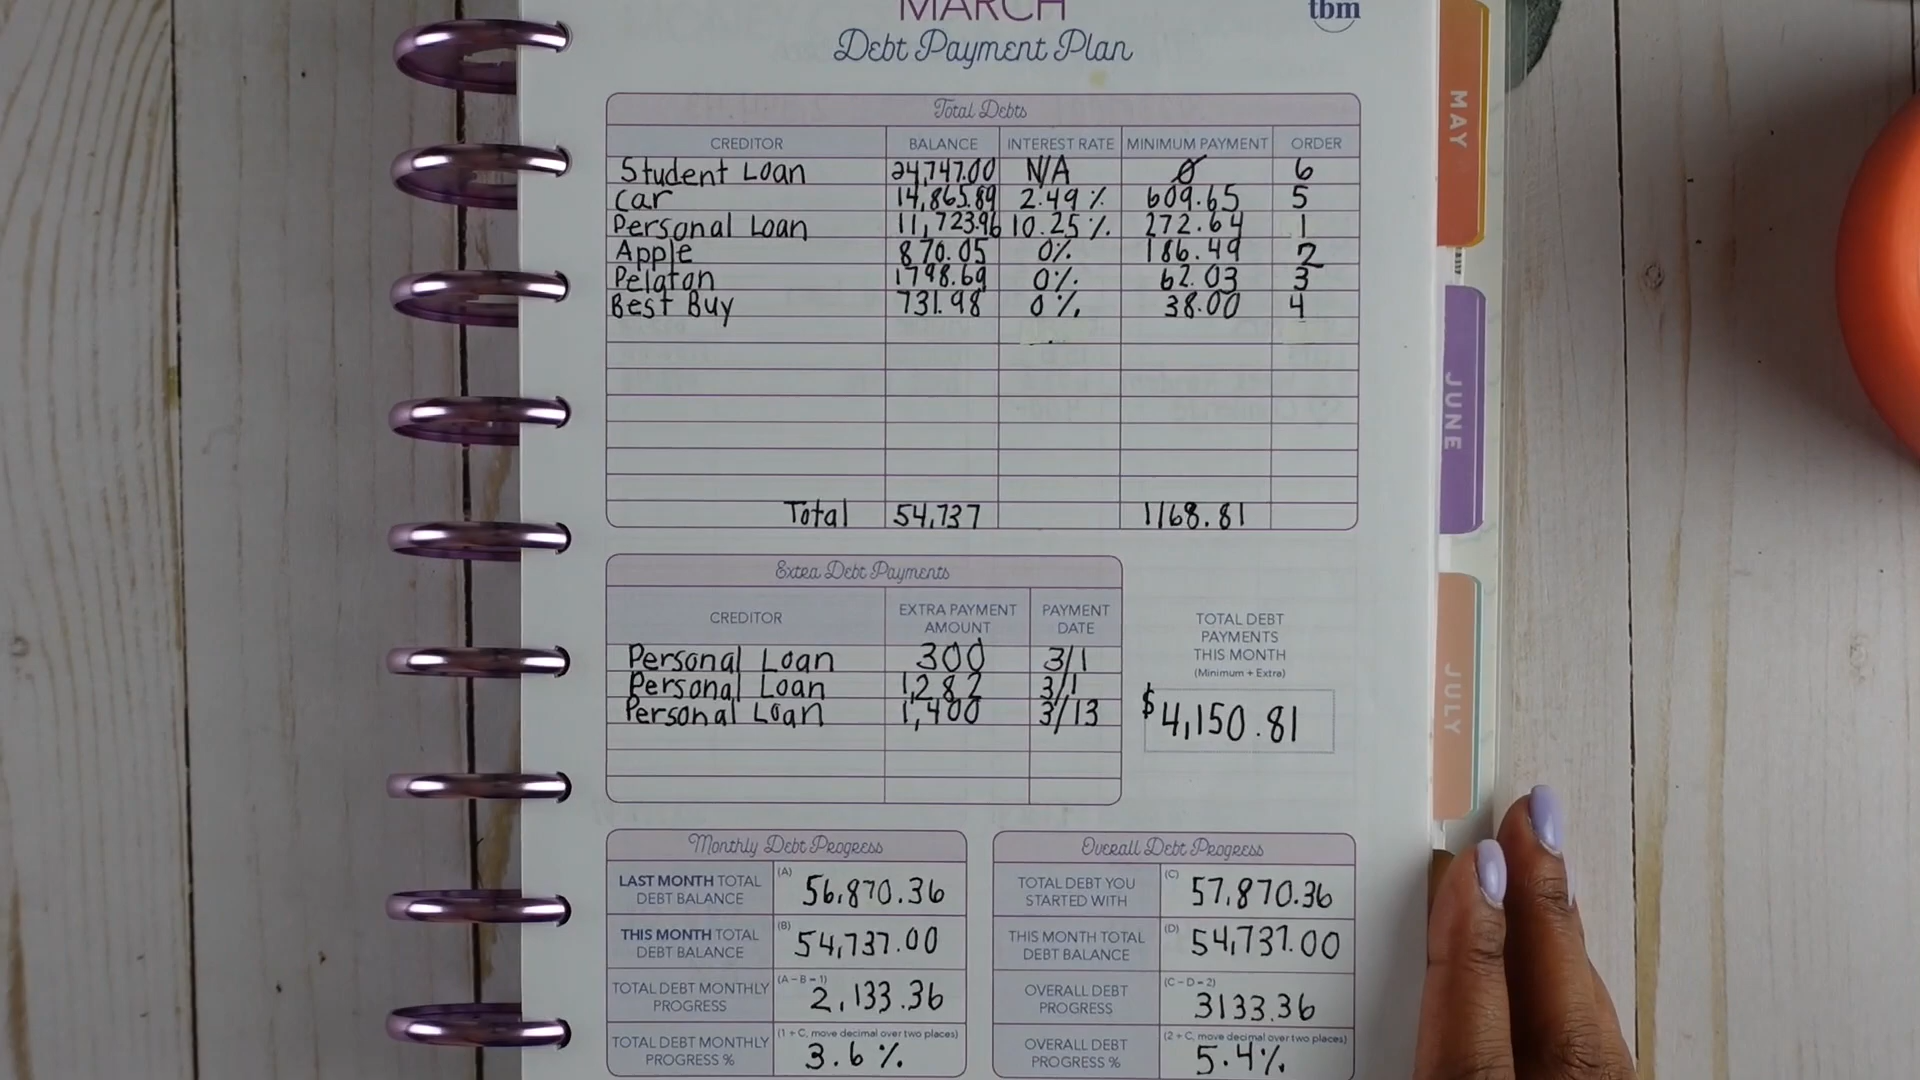 MARCH
tbm
Debt Payment Plan
Total Debts
CREDITOR BALANCE INTEREST RATE MINIMUM PAYMENT ORDER
Student Loan 24,747.00 N/A Ø 6
Car 14,865.89 2.49% 609.65 5
Personal Loan 11,723.96 10.25%. 272.64 1
Apple 870.05 0%. 186.49 2
Pelaton 1798.69 0%. 62.03 3
Best Buy 731.98 0%. 38.00 4
Total 54,737 1168.81
Extra Debt Payments
CREDITOR EXTRA PAYMENT AMOUNT PAYMENT DATE
Personal Loan 300 3/1
Personal Loan 1,282 3/1
Personal Loan 1,400 3/13
TOTAL DEBT
PAYMENTS
THIS MONTH
(Minimum + Extra)
$4,150.81
Monthly Debt Progress
LAST MONTH TOTAL DEBT BALANCE (A) 56,870.36
THIS MONTH TOTAL DEBT BALANCE (B) 54,737.00
TOTAL DEBT MONTHLY PROGRESS (A – B = 1) 2,133.36
TOTAL DEBT MONTHLY PROGRESS % (1 ÷ C, move decimal over two places) 3.6%
Overall Debt Progress
TOTAL DEBT YOU STARTED WITH (C) 57,870.36
THIS MONTH TOTAL DEBT BALANCE (D) 54,737.00
OVERALL DEBT PROGRESS (C – D = 2) 3133.36
OVERALL DEBT PROGRESS % (2 ÷ C, move decimal over two places) 5.4%
MAY
JUNE
JULY